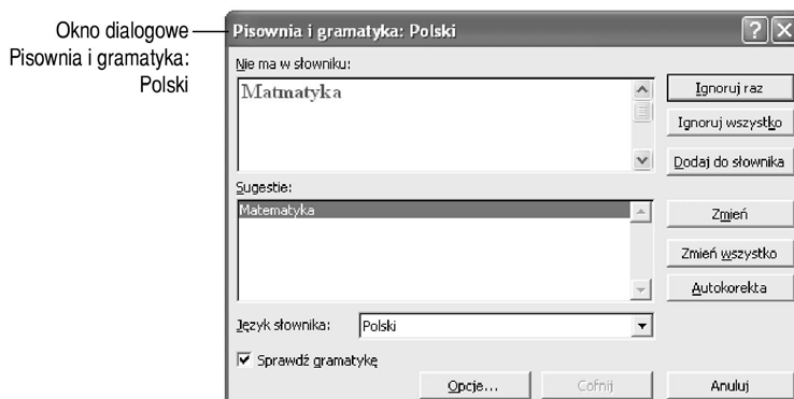 Okno dialogowe
Pisownia i gramatyka:
Polski
Pisownia i gramatyka: Polski
Nie ma w słowniku:
Matmatyka
Ignoruj raz
Ignoruj wszystko
Dodaj do słownika
Sugestie:
Matematyka
Zmień
Zmień wszystko
Autokorekta
Język słownika: Polski
Sprawdź gramatykę
Opcje... Cofnij Anuluj